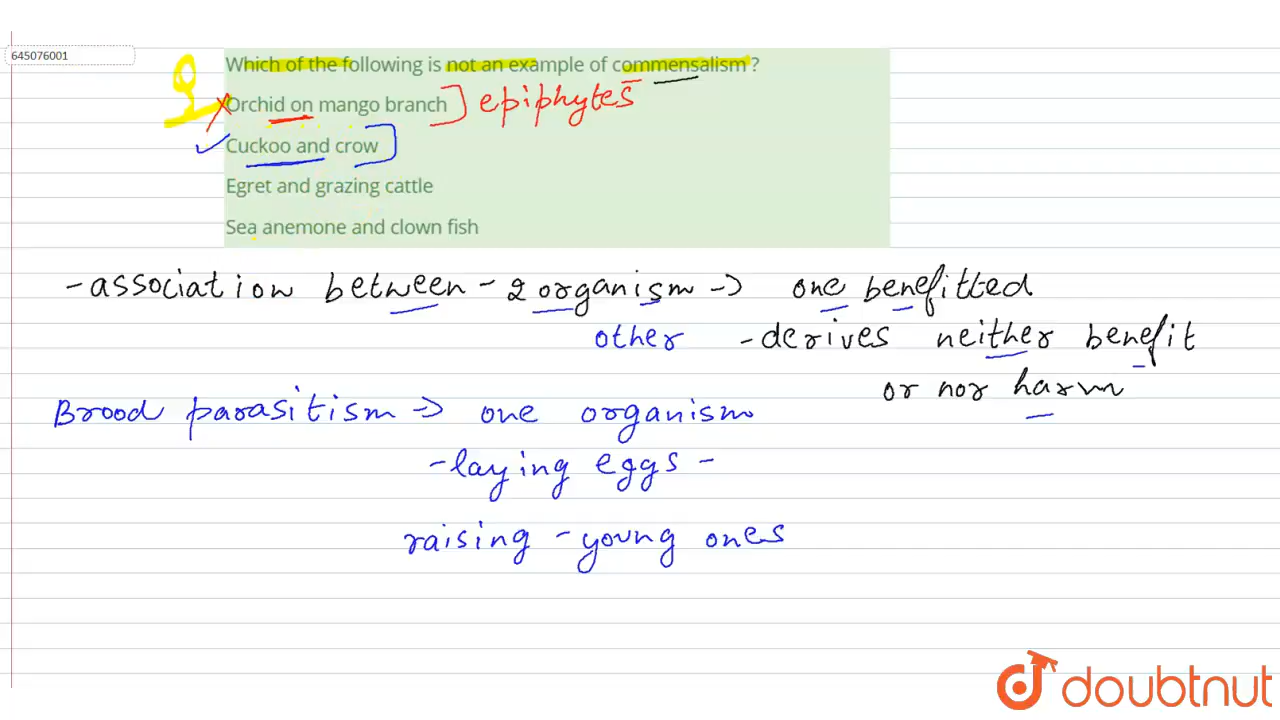 645076001
Which of the following is not an example of commensalism ?
Orchid on mango branch epiphytes
Cuckoo and crow
Egret and grazing cattle
Sea anemone and clown fish
-association between - 2 organism → one benefitted
other - derives neither benefit
or nor harm
Brood parasitism → one organism
-laying eggs -
raising - young ones
doubtnut